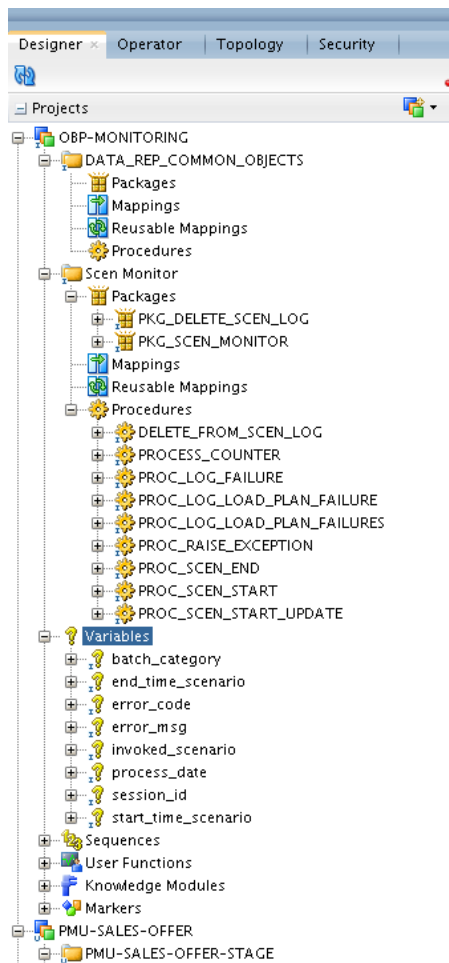 Designer Operator Topology Security
Projects
OBP-MONITORING
DATA_REP_COMMON_OBJECTS
Packages
Mappings
Reusable Mappings
Procedures
Scen Monitor
Packages
PKG_DELETE_SCEN_LOG
PKG_SCEN_MONITOR
Mappings
Reusable Mappings
Procedures
DELETE_FROM_SCEN_LOG
PROCESS_COUNTER
PROC_LOG_FAILURE
PROC_LOG_LOAD_PLAN_FAILURE
PROC_LOG_LOAD_PLAN_FAILURES
PROC_RAISE_EXCEPTION
PROC_SCEN_END
PROC_SCEN_START
PROC_SCEN_START_UPDATE
Variables
batch_category
end_time_scenario
error_code
error_msg
invoked_scenario
process_date
session_id
start_time_scenario
Sequences
User Functions
Knowledge Modules
Markers
PMU-SALES-OFFER
PMU-SALES-OFFER-STAGE